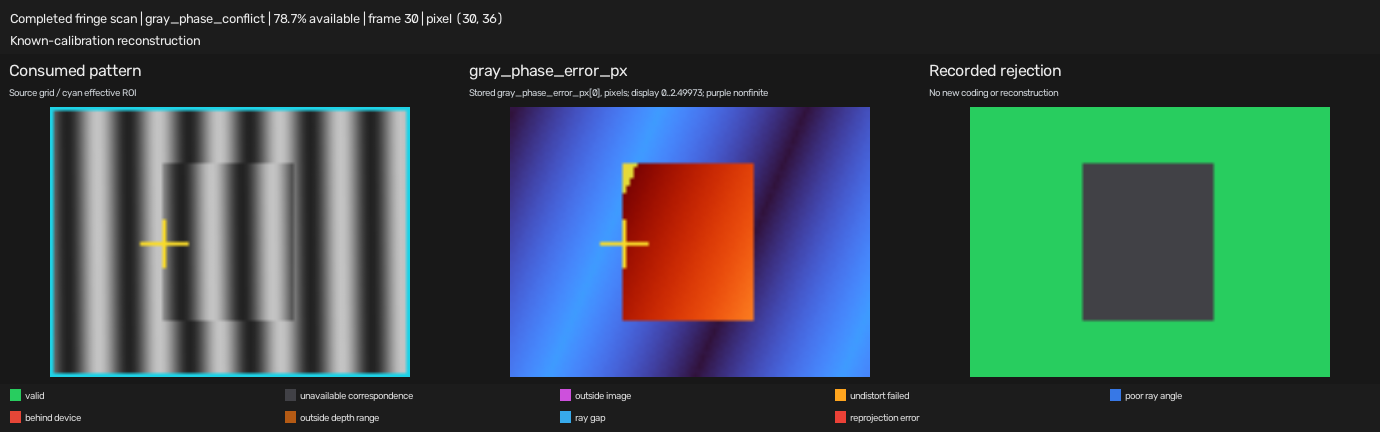 Completed fringe scan | gray_phase_conflict | 78.7% available | frame 30 | pixel (30, 36)
Known-calibration reconstruction
Consumed pattern
Source grid / cyan effective ROI
gray_phase_error_px
Stored gray_phase_error_px[0], pixels; display 0..2.49973; purple nonfinite
Recorded rejection
No new coding or reconstruction
valid
unavailable correspondence
outside image
undistort failed
poor ray angle
behind device
outside depth range
ray gap
reprojection error